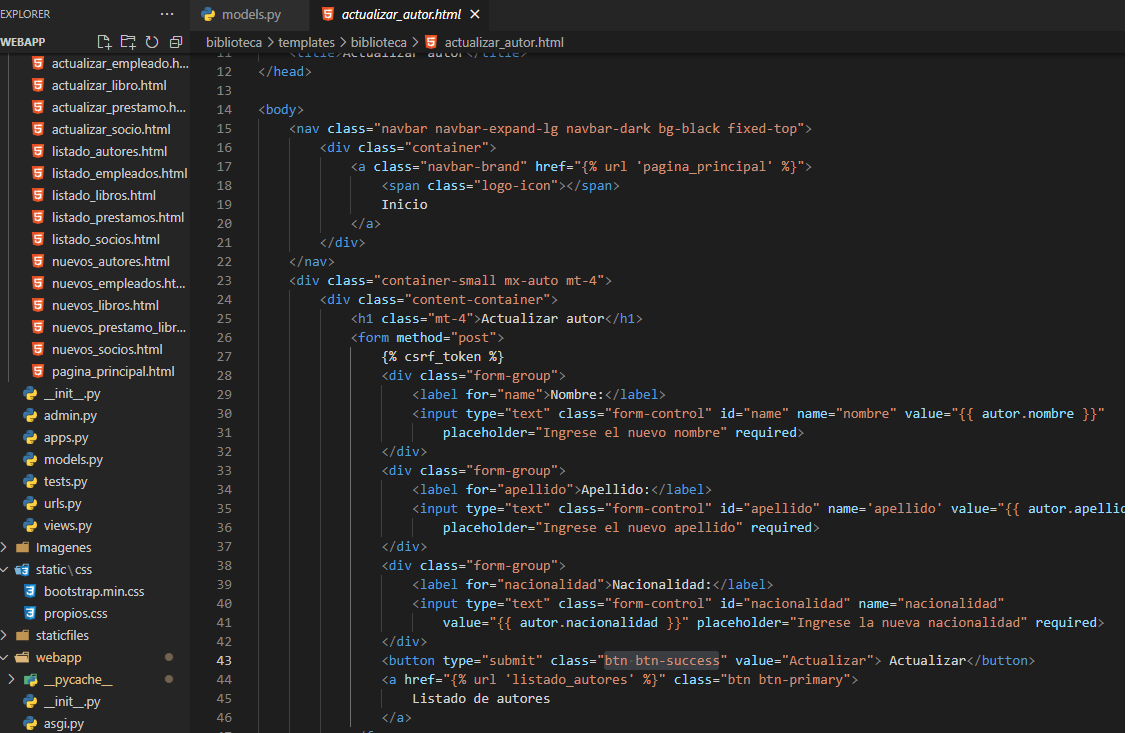 EXPLORER
···
WEBAPP
actualizar_empleado.h...
actualizar_libro.html
actualizar_prestamo.h...
actualizar_socio.html
listado_autores.html
listado_empleados.html
listado_libros.html
listado_prestamos.html
listado_socios.html
nuevos_autores.html
nuevos_empleados.ht...
nuevos_libros.html
nuevos_prestamo_libr...
nuevos_socios.html
pagina_principal.html
__init__.py
admin.py
apps.py
models.py
tests.py
urls.py
views.py
Imagenes
static\css
bootstrap.min.css
propios.css
staticfiles
webapp
__pycache__
__init__.py
asgi.py
models.py
actualizar_autor.html
biblioteca > templates > biblioteca > actualizar_autor.html
11 <title>Actualizar autor</title>
12 </head>
13
14 <body>
15 <nav class="navbar navbar-expand-lg navbar-dark bg-black fixed-top">
16 <div class="container">
17 <a class="navbar-brand" href="{% url 'pagina_principal' %}">
18 <span class="logo-icon"></span>
19 Inicio
20 </a>
21 </div>
22 </nav>
23 <div class="container-small mx-auto mt-4">
24 <div class="content-container">
25 <h1 class="mt-4">Actualizar autor</h1>
26 <form method="post">
27 {% csrf_token %}
28 <div class="form-group">
29 <label for="name">Nombre:</label>
30 <input type="text" class="form-control" id="name" name="nombre" value="{{ autor.nombre }}"
31 placeholder="Ingrese el nuevo nombre" required>
32 </div>
33 <div class="form-group">
34 <label for="apellido">Apellido:</label>
35 <input type="text" class="form-control" id="apellido" name='apellido' value="{{ autor.apellid
36 placeholder="Ingrese el nuevo apellido" required>
37 </div>
38 <div class="form-group">
39 <label for="nacionalidad">Nacionalidad:</label>
40 <input type="text" class="form-control" id="nacionalidad" name="nacionalidad"
41 value="{{ autor.nacionalidad }}" placeholder="Ingrese la nueva nacionalidad" required>
42 </div>
43 <button type="submit" class="btn btn-success" value="Actualizar"> Actualizar</button>
44 <a href="{% url 'listado_autores' %}" class="btn btn-primary">
45 Listado de autores
46 </a>